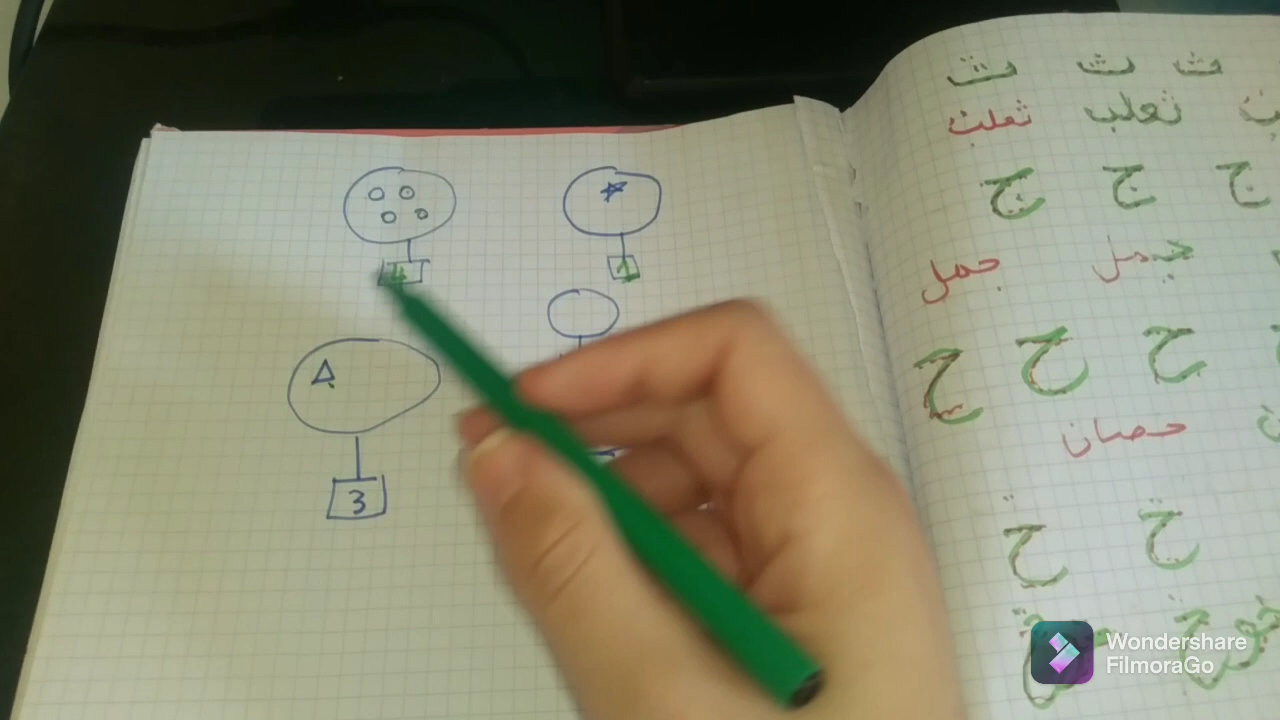 4 1
3
ث ث ث
ثعلب ثعلب
ج ج ج
جمل جمل
ح ح ح
حصان
خ خ
Wondershare
FilmoraGo